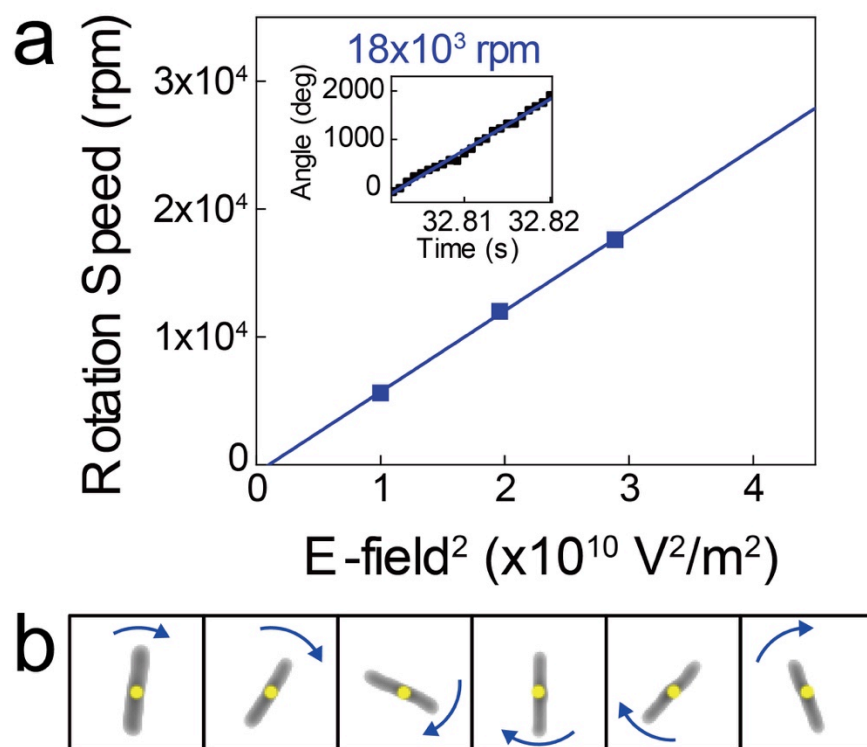 a
18x10³ rpm
Rotation Speed (rpm)
3x10⁴
2x10⁴
1x10⁴
0
Angle (deg)
2000
1000
0
32.81 32.82
Time (s)
0 1 2 3 4
E-field² (x10¹⁰ V²/m²)
b